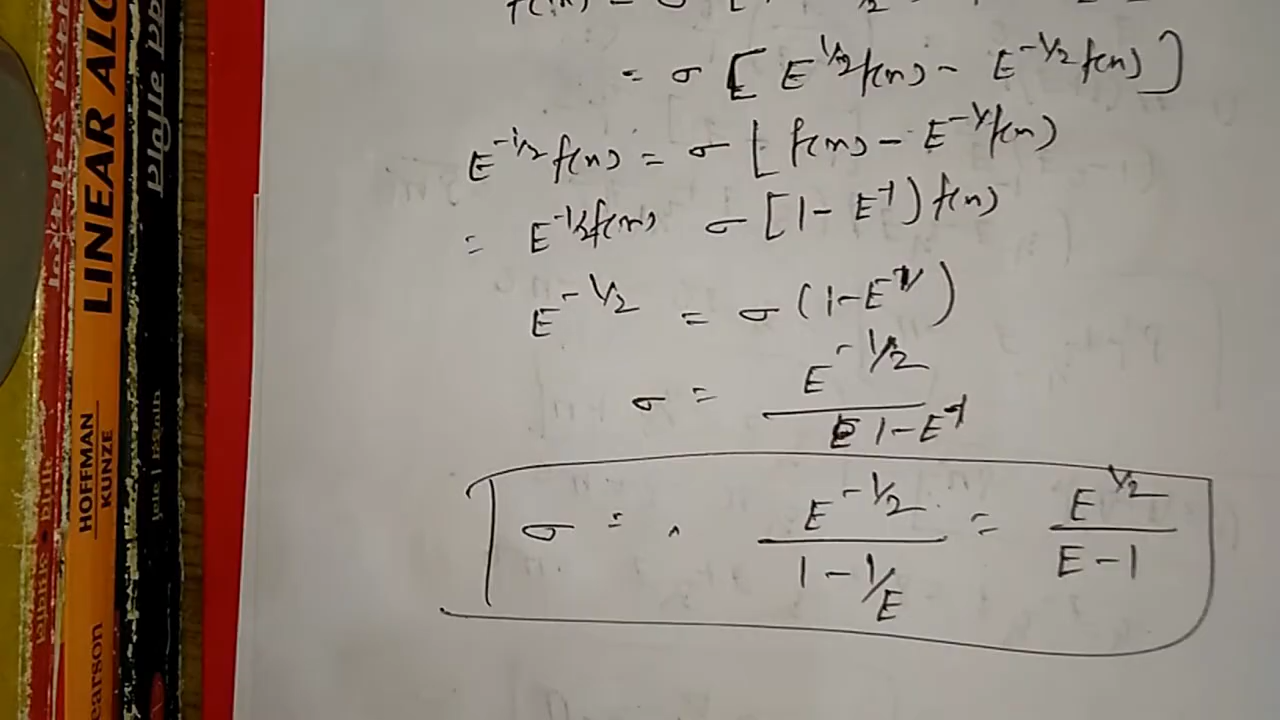 = σ [ E^{1/2} f(n) - E^{-1/2} f(n) ]
E^{-1/2} f(n) = σ [ f(n) - E^{-1} f(n)
= E^{-1/2} f(n) σ [ 1 - E^{-1} ) f(n)
E^{-1/2} = σ ( 1 - E^{-1} )
σ = E^{-1/2} / 1 - E^{-1}
σ = E^{-1/2} / 1 - 1/E = E^{1/2} / E - 1
LINEAR ALG
HOFFMAN
KUNZE
earson